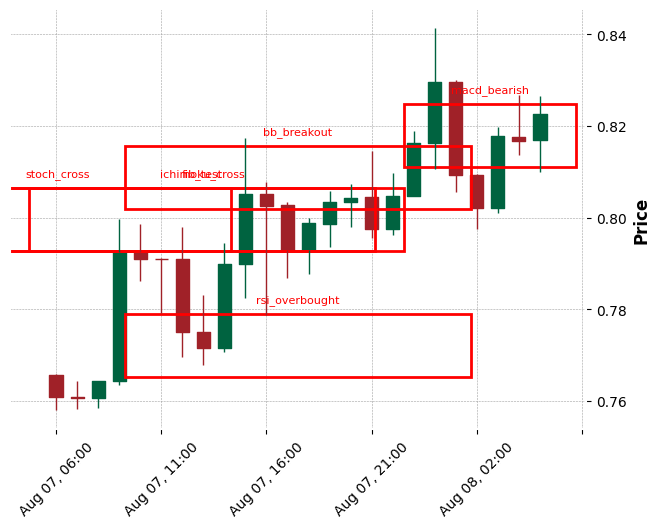 0.84
macd_bearish
0.82
bb_breakout
stoch_cross
0.80
Price
rsi_overbought
0.78
0.76
Aug 07, 06:00
Aug 07, 11:00
Aug 07, 16:00
Aug 07, 21:00
Aug 08, 02:00